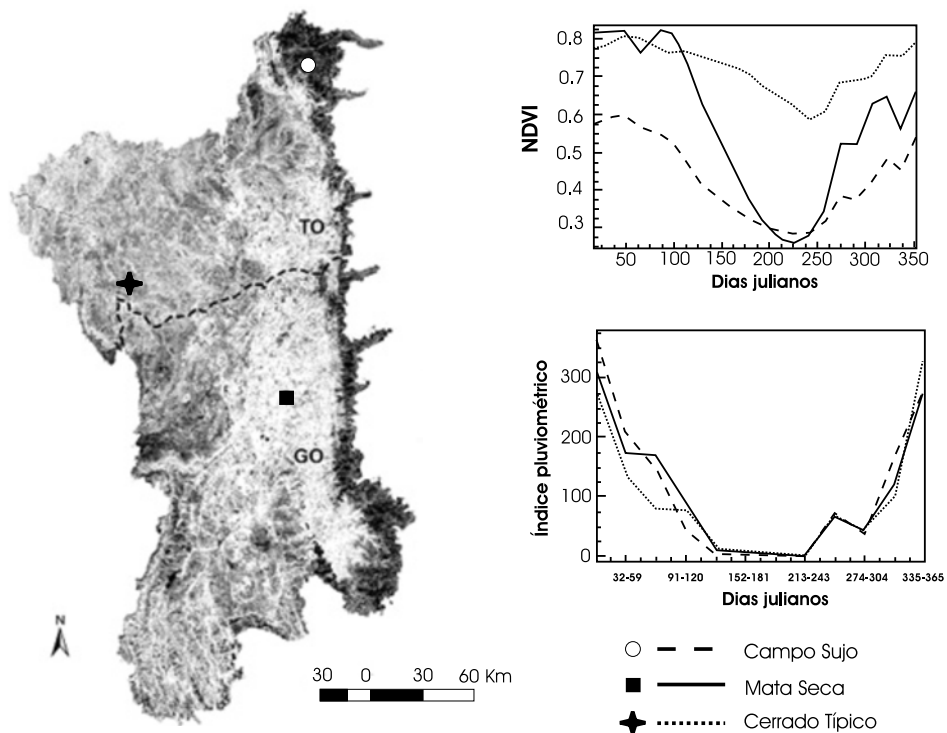 TO
GO
N
30 0 30 60 Km
NDVI
0.8
0.7
0.6
0.5
0.4
0.3
50 100 150 200 250 300 350
Dias julianos
Índice pluviométrico
300
200
100
0
32-59 91-120 152-181 213-243 274-304 335-365
Dias julianos
Campo Sujo
Mata Seca
Cerrado Típico